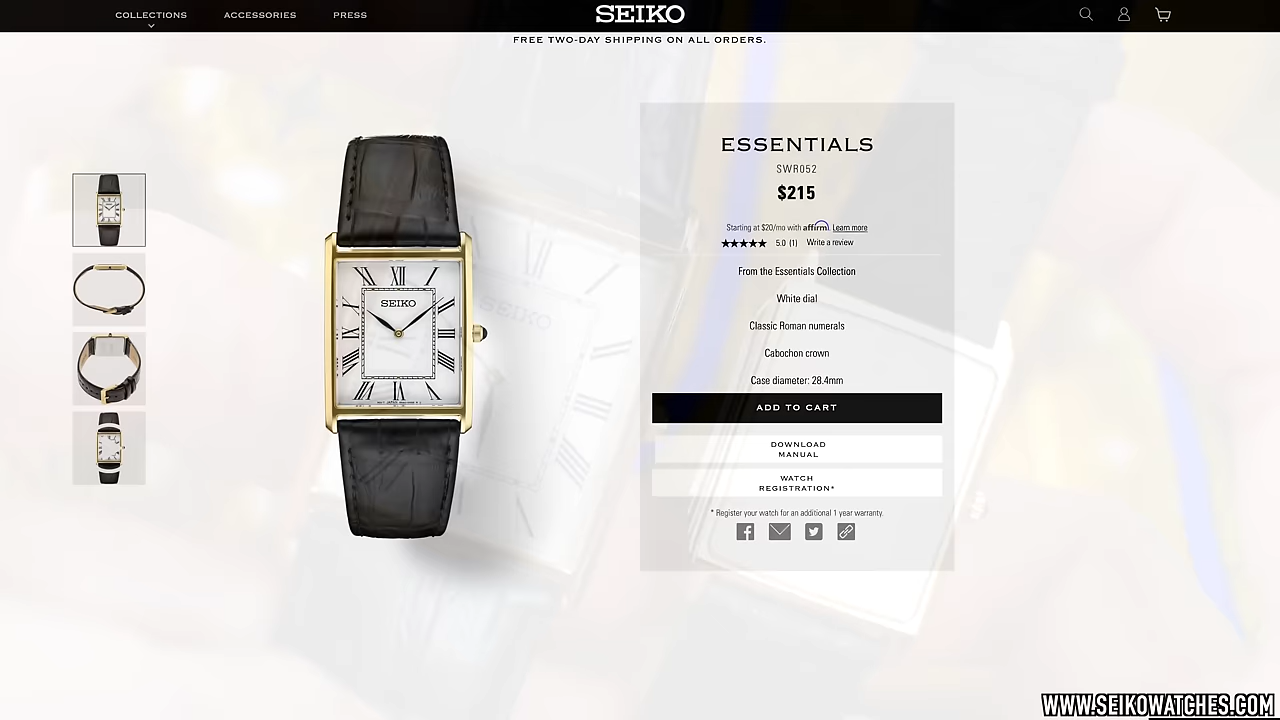 COLLECTIONS
ACCESSORIES
PRESS
SEIKO
FREE TWO-DAY SHIPPING ON ALL ORDERS.
SEIKO
ESSENTIALS
SWR052
$215
Starting at $20/mo with affirm. Learn more
★★★★★ 5.0 (1) Write a review
From the Essentials Collection
White dial
Classic Roman numerals
Cabochon crown
Case diameter: 28.4mm
ADD TO CART
DOWNLOAD
MANUAL
WATCH
REGISTRATION*
* Register your watch for an additional 1 year warranty.
WWW.SEIKOWATCHES.COM